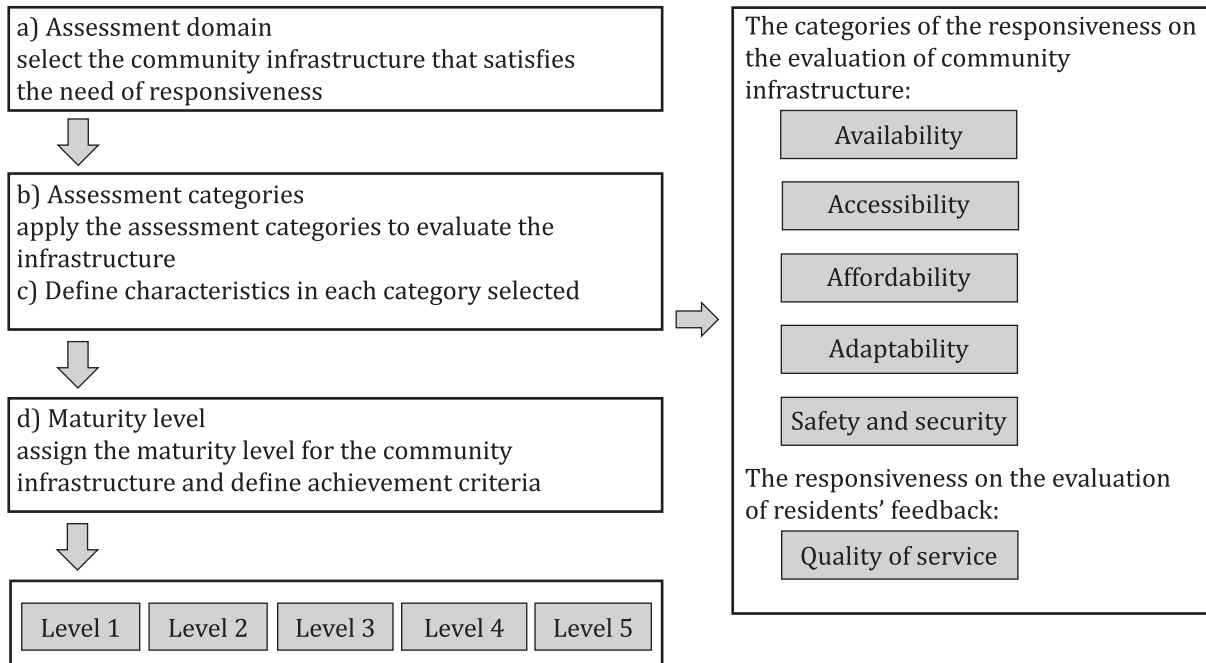 a) Assessment domain
select the community infrastructure that satisfies
the need of responsiveness
b) Assessment categories
apply the assessment categories to evaluate the
infrastructure
c) Define characteristics in each category selected
d) Maturity level
assign the maturity level for the community
infrastructure and define achievement criteria
Level 1
Level 2
Level 3
Level 4
Level 5
The categories of the responsiveness on
the evaluation of community
infrastructure:
Availability
Accessibility
Affordability
Adaptability
Safety and security
The responsiveness on the evaluation
of residents’ feedback:
Quality of service